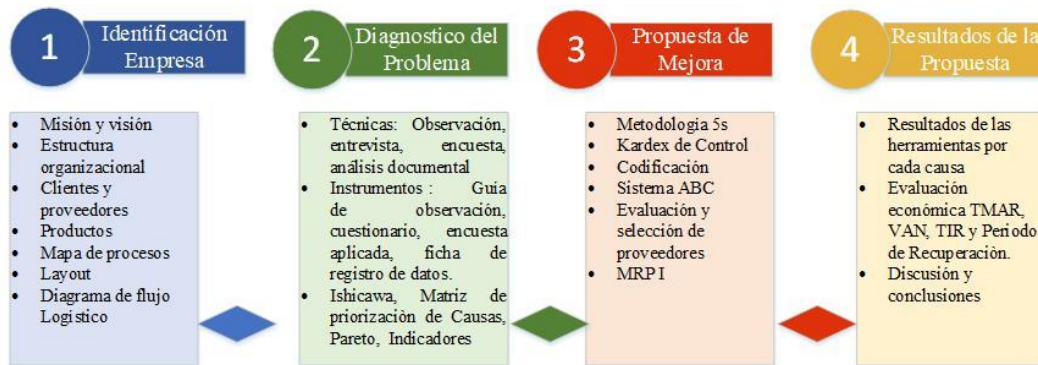 1
Identificación
Empresa
• Misión y visión
• Estructura
organizacional
• Clientes y
proveedores
• Productos
• Mapa de procesos
• Layout
• Diagrama de flujo
Logístico
2
Diagnostico del
Problema
• Técnicas: Observación,
entrevista, encuesta,
análisis documental
• Instrumentos : Guía
de observación,
cuestionario, encuesta
aplicada, ficha de
registro de datos.
• Ishicawa, Matriz de
priorización de Causas,
Pareto, Indicadores
3
Propuesta de
Mejora
• Metodología 5s
• Kardex de Control
• Codificación
• Sistema ABC
• Evaluación y
selección de
proveedores
• MRP I
4
Resultados de la
Propuesta
• Resultados de las
herramientas por
cada causa
• Evaluación
económica TMAR,
VAN, TIR y Periodo
de Recuperación.
• Discusión y
conclusiones